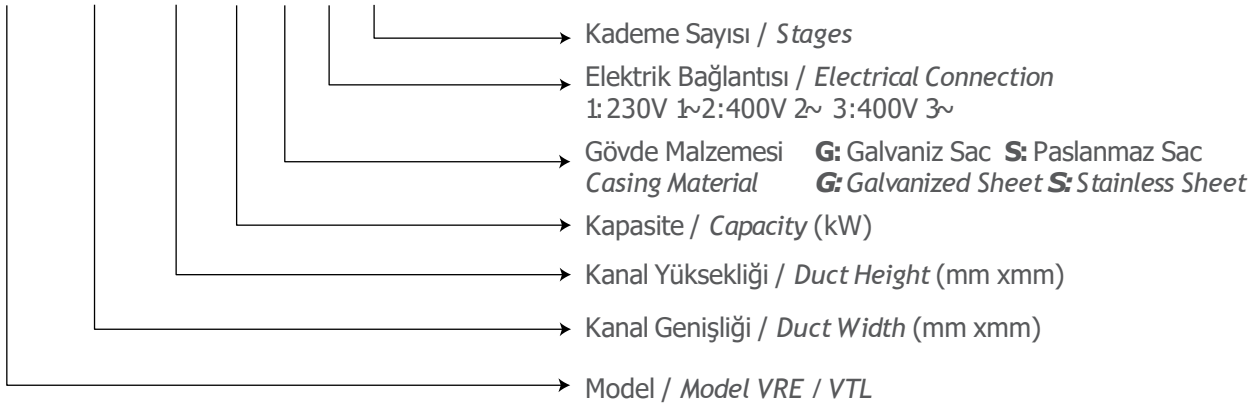 Kademe Sayısı / Stages
Elektrik Bağlantısı / Electrical Connection
1:230V 1~2:400V 2~ 3:400V 3~
Gövde Malzemesi G: Galvaniz Sac S: Paslanmaz Sac
Casing Material G: Galvanized Sheet S: Stainless Sheet
Kapasite / Capacity (kW)
Kanal Yüksekliği / Duct Height (mm xmm)
Kanal Genişliği / Duct Width (mm xmm)
Model / Model VRE / VTL